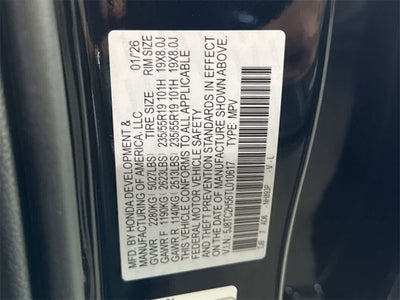 MFD. BY HONDA DEVELOPMENT & 01/26
MANUFACTURING OF AMERICA, LLC.
TIRE SIZE RIM SIZE
GVWR 2280KG (5027LBS)
GAWR F 1190KG (2623LBS) 235/55R19 101H 19X8.0J
GAWR R 1140KG (2513LBS) 235/55R19 101H 19X8.0J
THIS VEHICLE CONFORMS TO ALL APPLICABLE
FEDERAL MOTOR VEHICLE SAFETY
AND THEFT PREVENTION STANDARDS IN EFFECT
ON THE DATE OF MANUFACTURE SHOWN ABOVE.
V.I.N.: 5J8TC2H56TL010617 TYPE: MPV
V - L